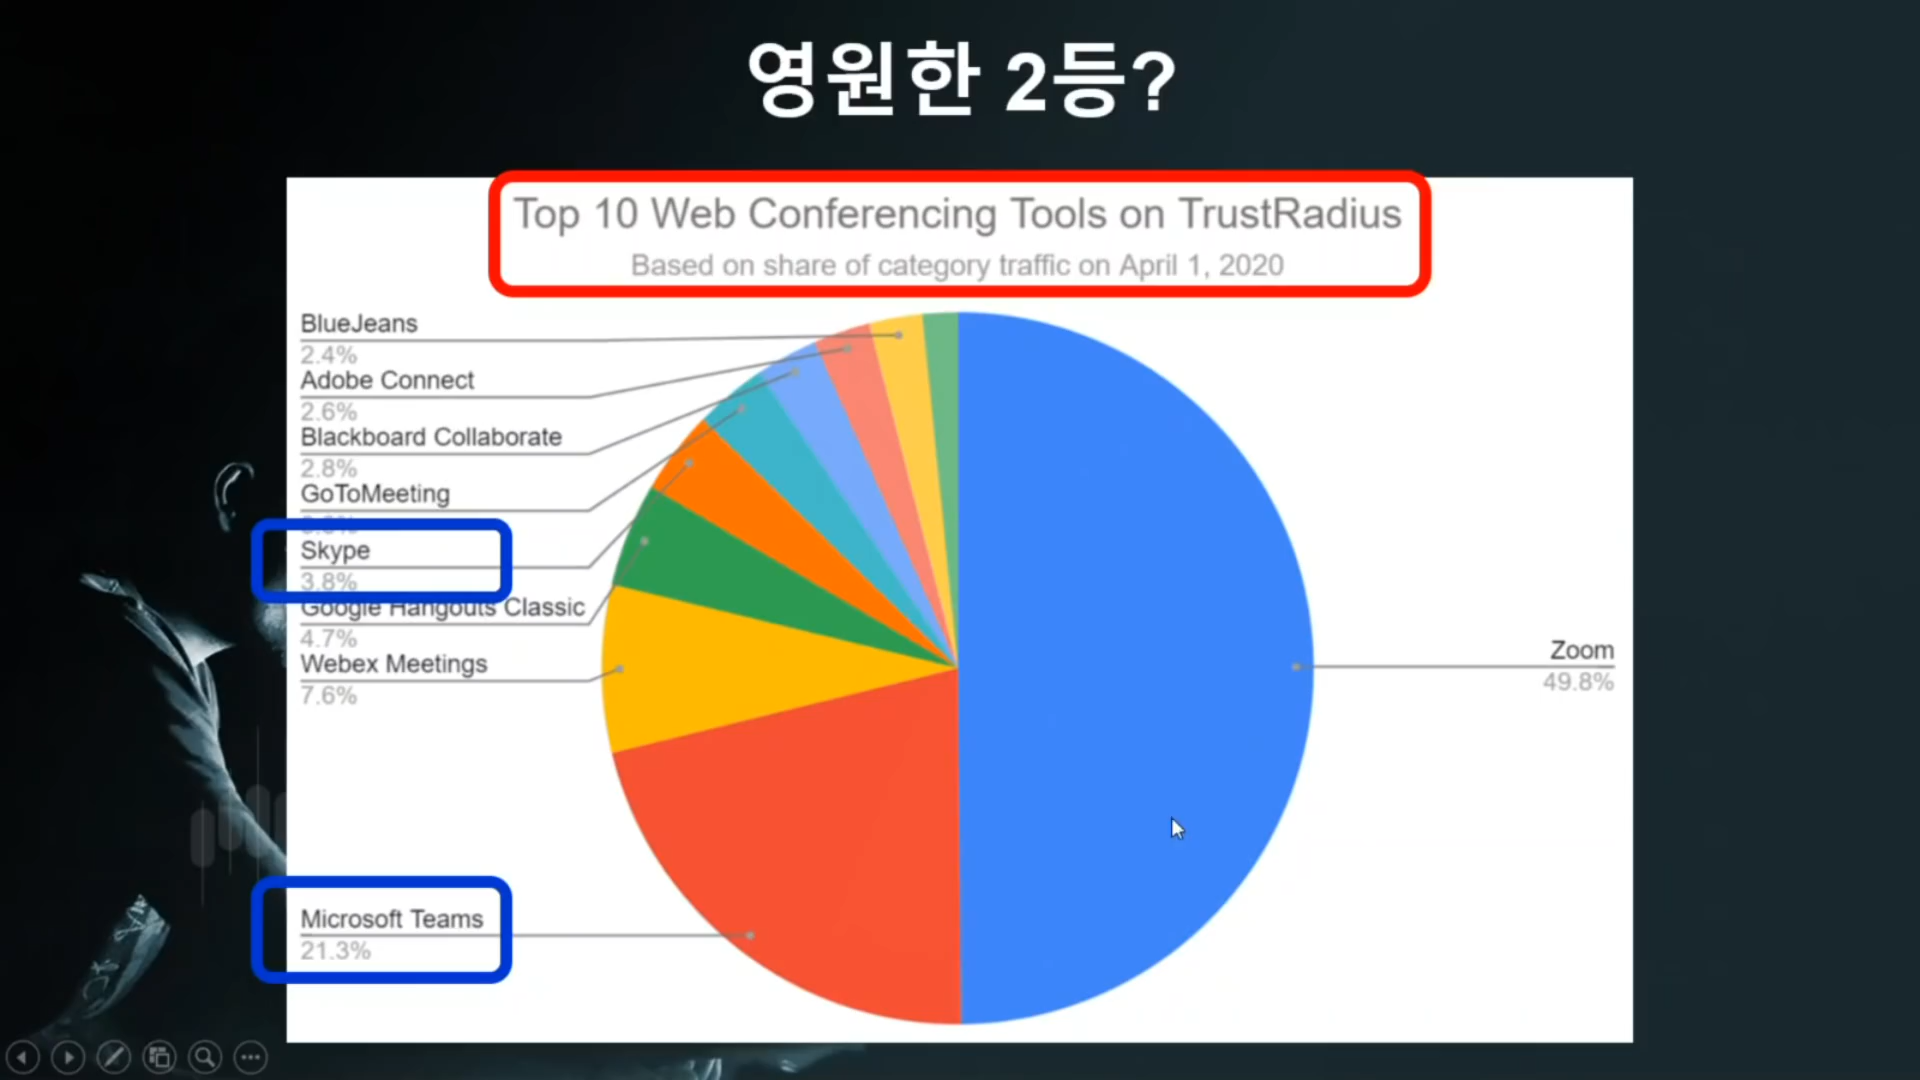 영원한 2등?
Top 10 Web Conferencing Tools on TrustRadius
Based on share of category traffic on April 1, 2020
BlueJeans
2.4%
Adobe Connect
2.6%
Blackboard Collaborate
2.8%
GoToMeeting
Skype
3.8%
Google Hangouts Classic
4.7%
Webex Meetings
7.6%
Zoom
49.8%
Microsoft Teams
21.3%